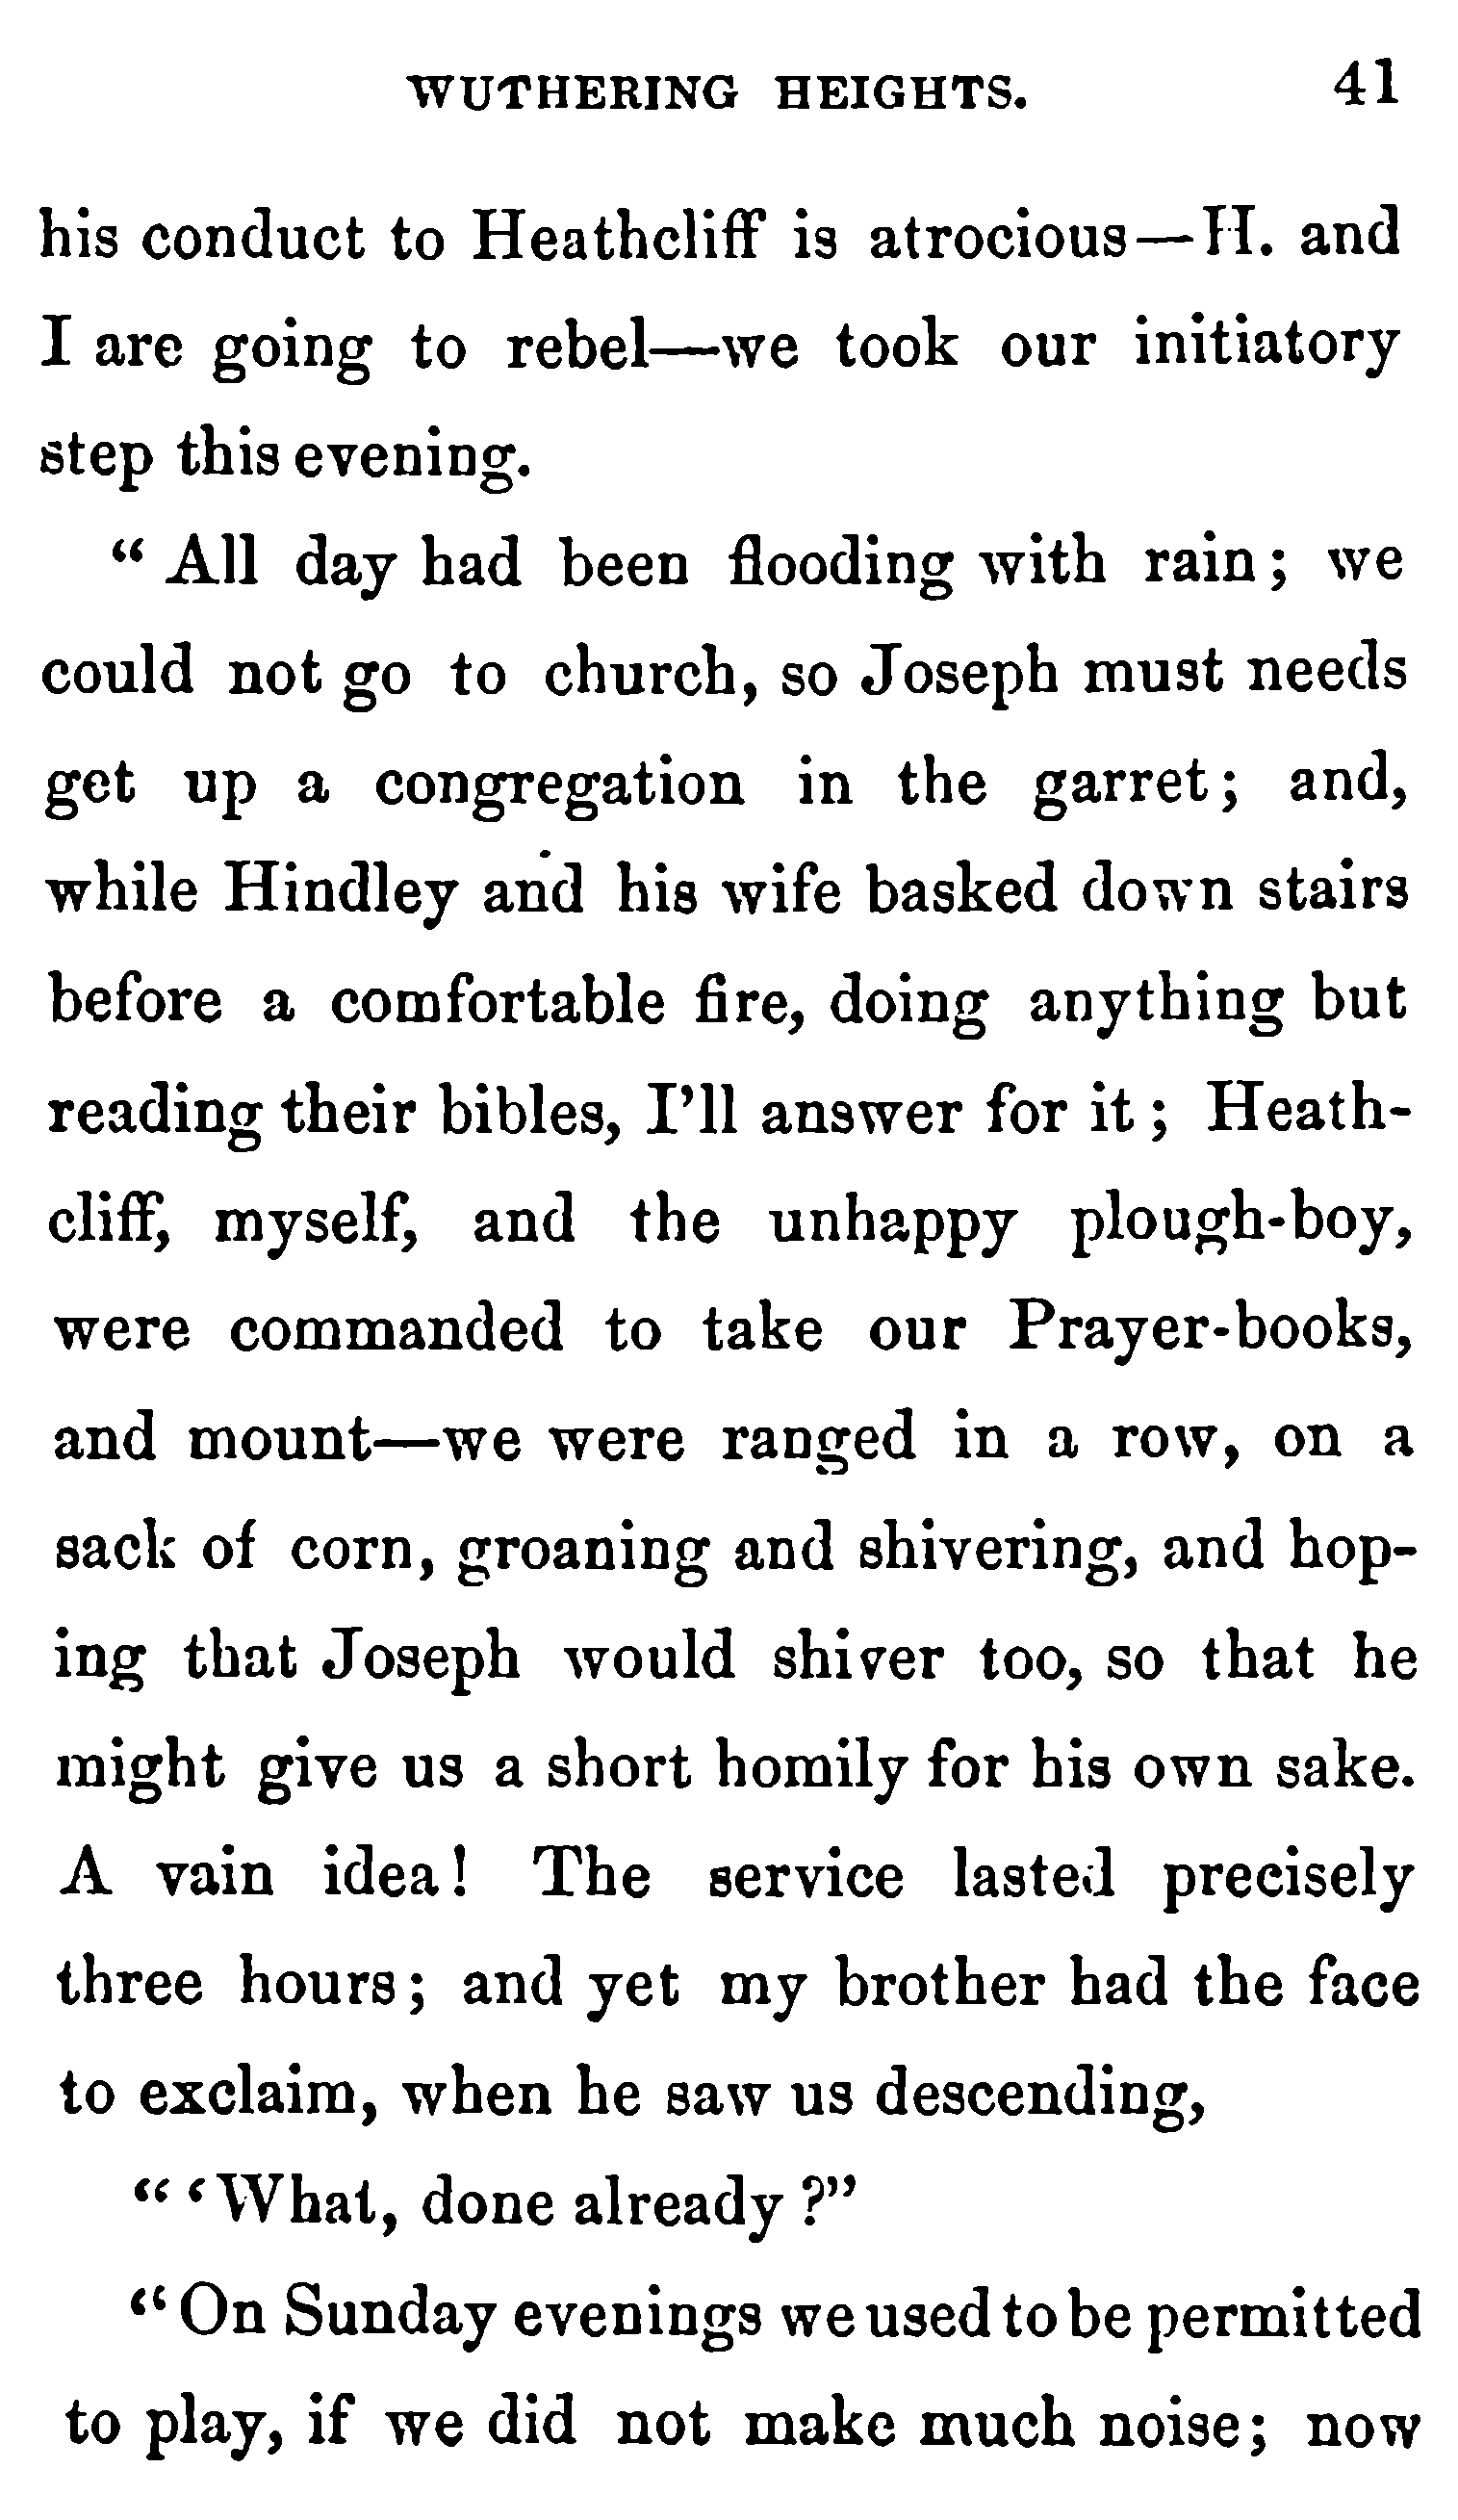 WUTHERING HEIGHTS. 41
his conduct to Heathcliff is atrocious—H. and
I are going to rebel—we took our initiatory
step this evening.
“ All day had been flooding with rain; we
could not go to church, so Joseph must needs
get up a congregation in the garret; and,
while Hindley and his wife basked down stairs
before a comfortable fire, doing anything but
reading their bibles, I’ll answer for it; Heath-
cliff, myself, and the unhappy plough-boy,
were commanded to take our Prayer-books,
and mount—we were ranged in a row, on a
sack of corn, groaning and shivering, and hop-
ing that Joseph would shiver too, so that he
might give us a short homily for his own sake.
A vain idea! The service lasted precisely
three hours; and yet my brother had the face
to exclaim, when he saw us descending,
“ ‘What, done already ?”
“On Sunday evenings we used to be permitted
to play, if we did not make much noise; now